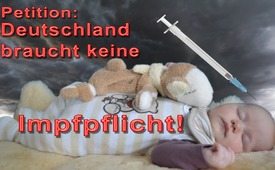 Petition:
Deutschland
braucht keine
Impfpflicht!